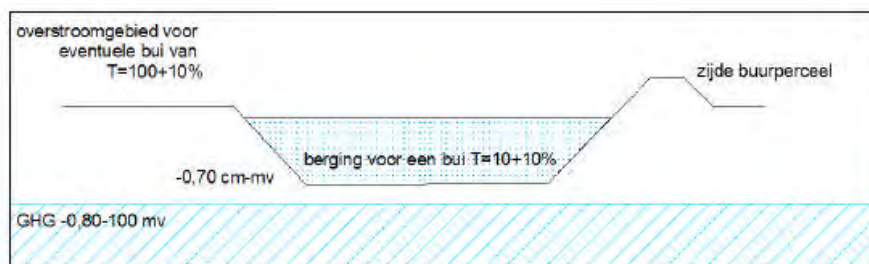 overstroomgebied voor
eventuele bui van
T=100+10%
zijde buurperceel
berging voor een bui T=10+10%
-0,70 cm-mv
GHG -0,80-100 mv